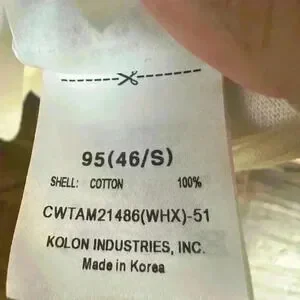 95(46/S)
SHELL: COTTON 100%
CWTAM21486(WHX)-51
KOLON INDUSTRIES, INC.
Made in Korea